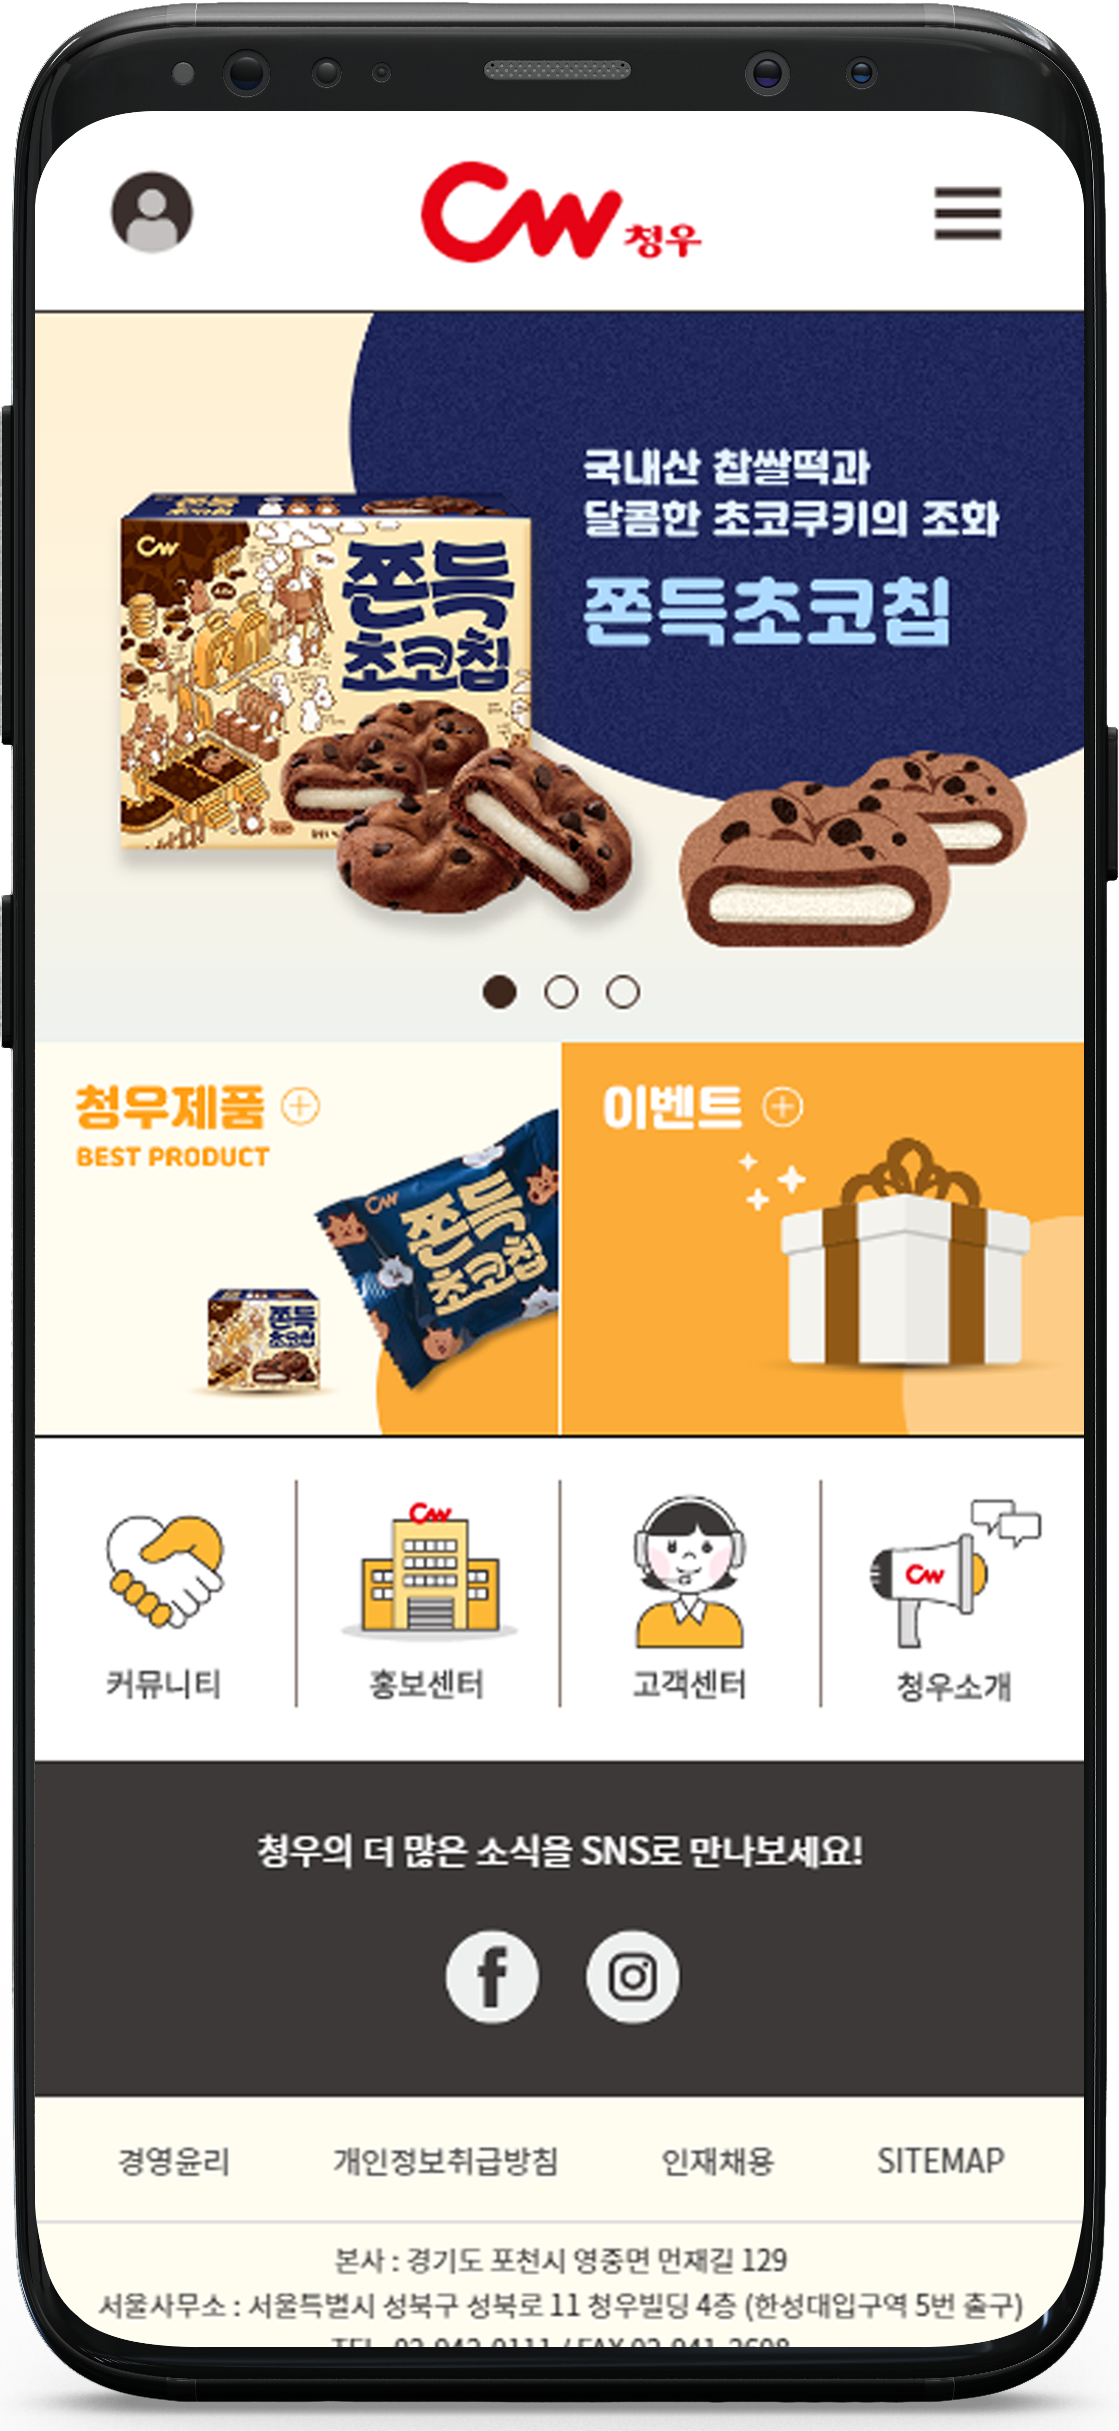 CW 청우
국내산 찹쌀떡과
달콤한 초코쿠키의 조화
쫀득초코칩
CW
쫀득
초코칩
청우제품
BEST PRODUCT
이벤트
CW
쫀득
초코칩
쫀득
초코칩
CW
CW
커뮤니티
홍보센터
고객센터
청우소개
청우의 더 많은 소식을 SNS로 만나보세요!
경영윤리
개인정보취급방침
인재채용
SITEMAP
본사 : 경기도 포천시 영중면 먼재길 129
서울사무소 : 서울특별시 성북구 성북로 11 청우빌딩 4층 (한성대입구역 5번 출구)